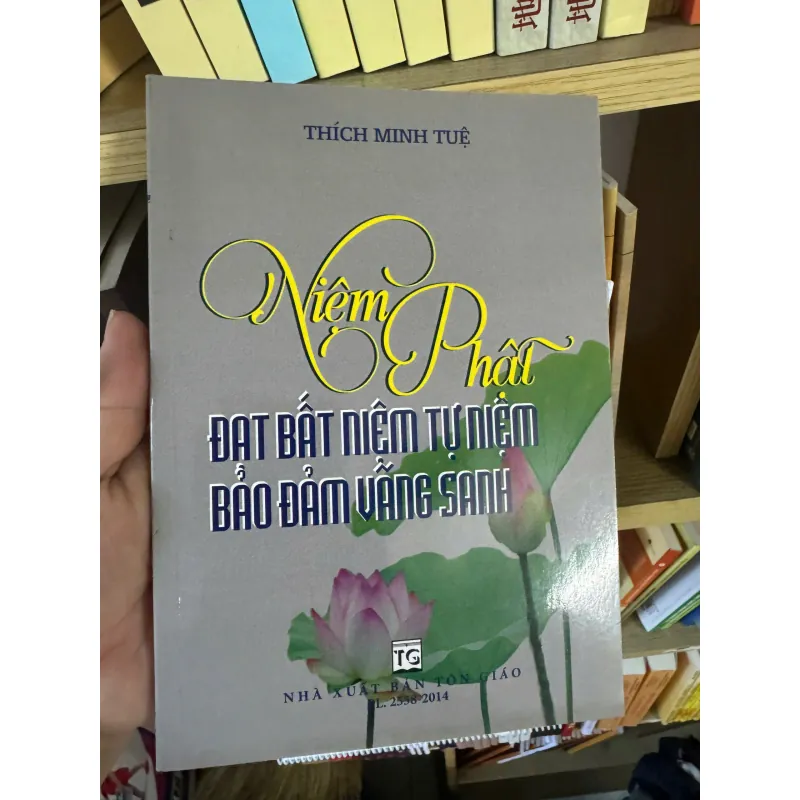 THÍCH MINH TUỆ
Niệm
Phật
ĐẠT BẤT NIỆM TỰ NIỆM
BẢO ĐẢM VÃNG SANH
TG
NHÀ XUẤT BẢN TÔN GIÁO
PL. 2558-2014